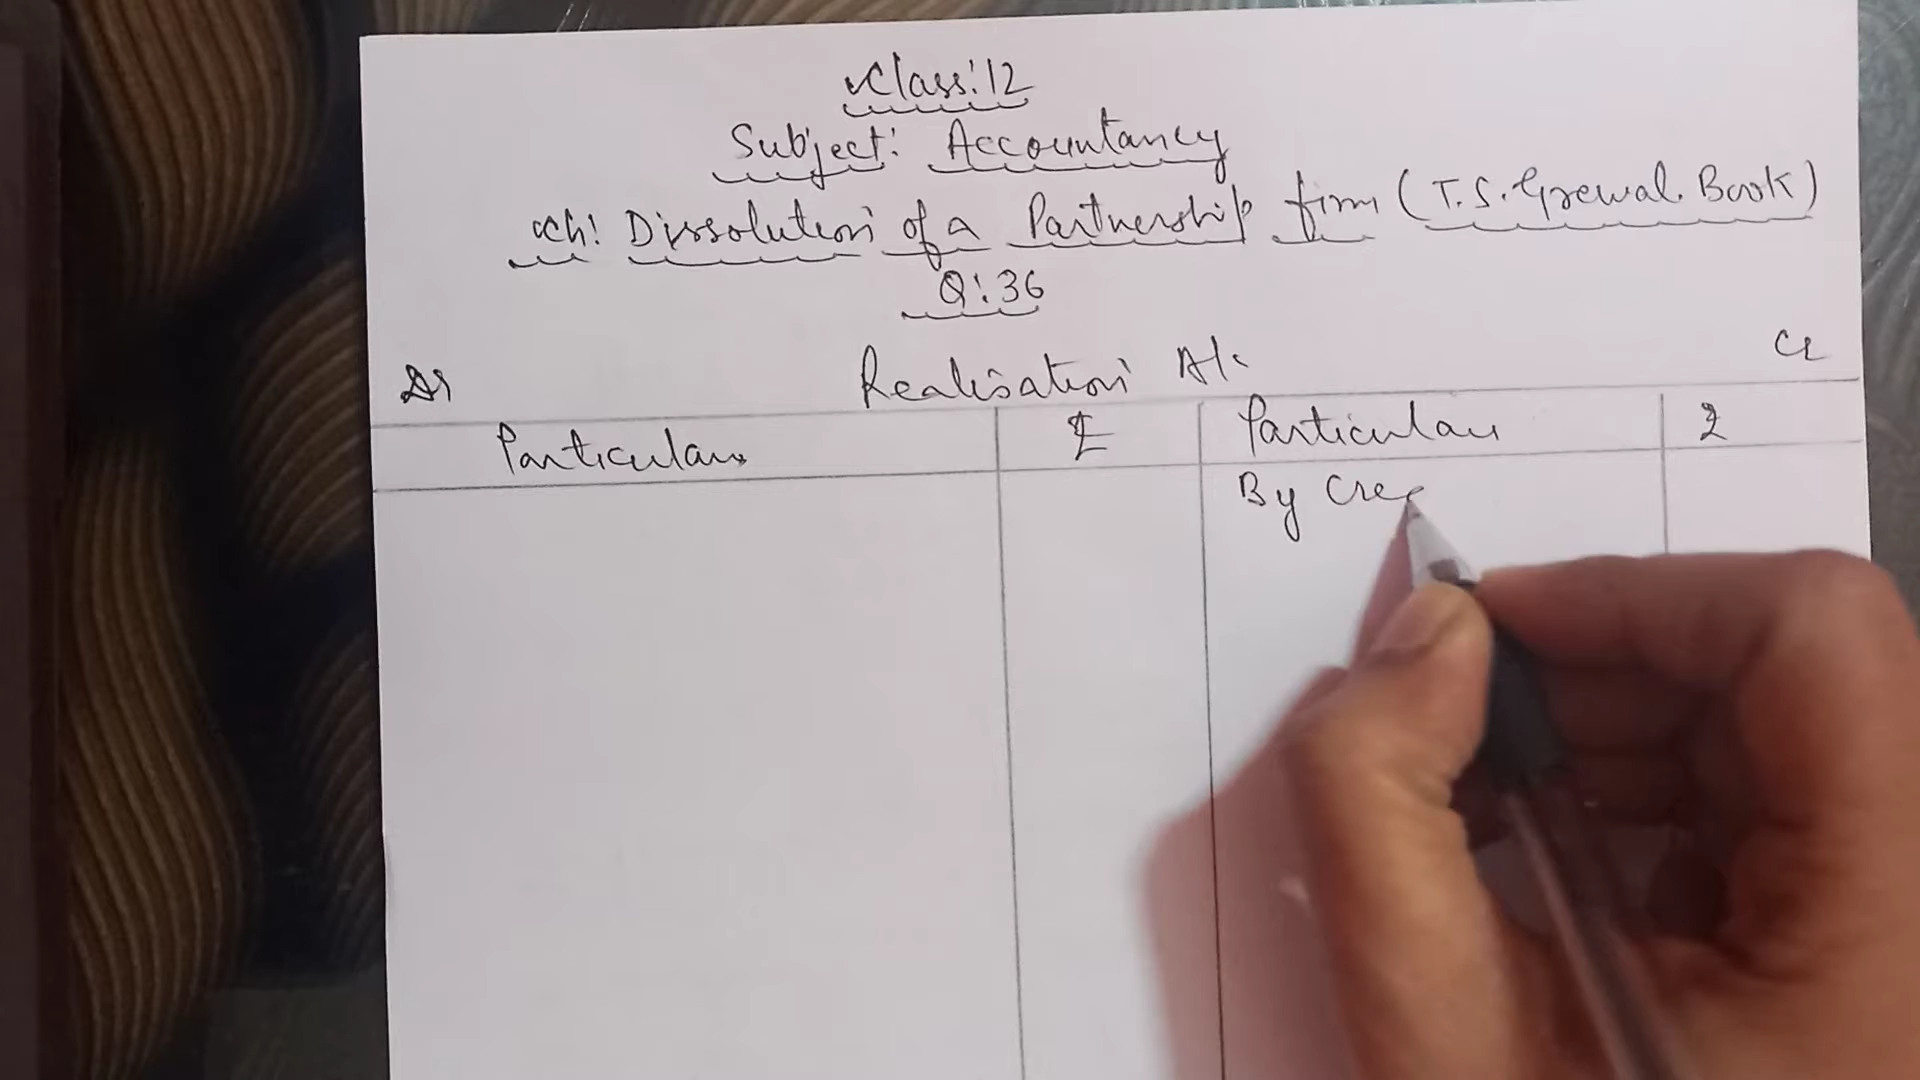 Class: 12
Subject: Accountancy
Ch: Dissolution of a Partnership firm (T.S. Grewal. Book)
Q: 36
Dr Realisation A/c Cr
Particulars ₹ Particulars ₹
By Cre